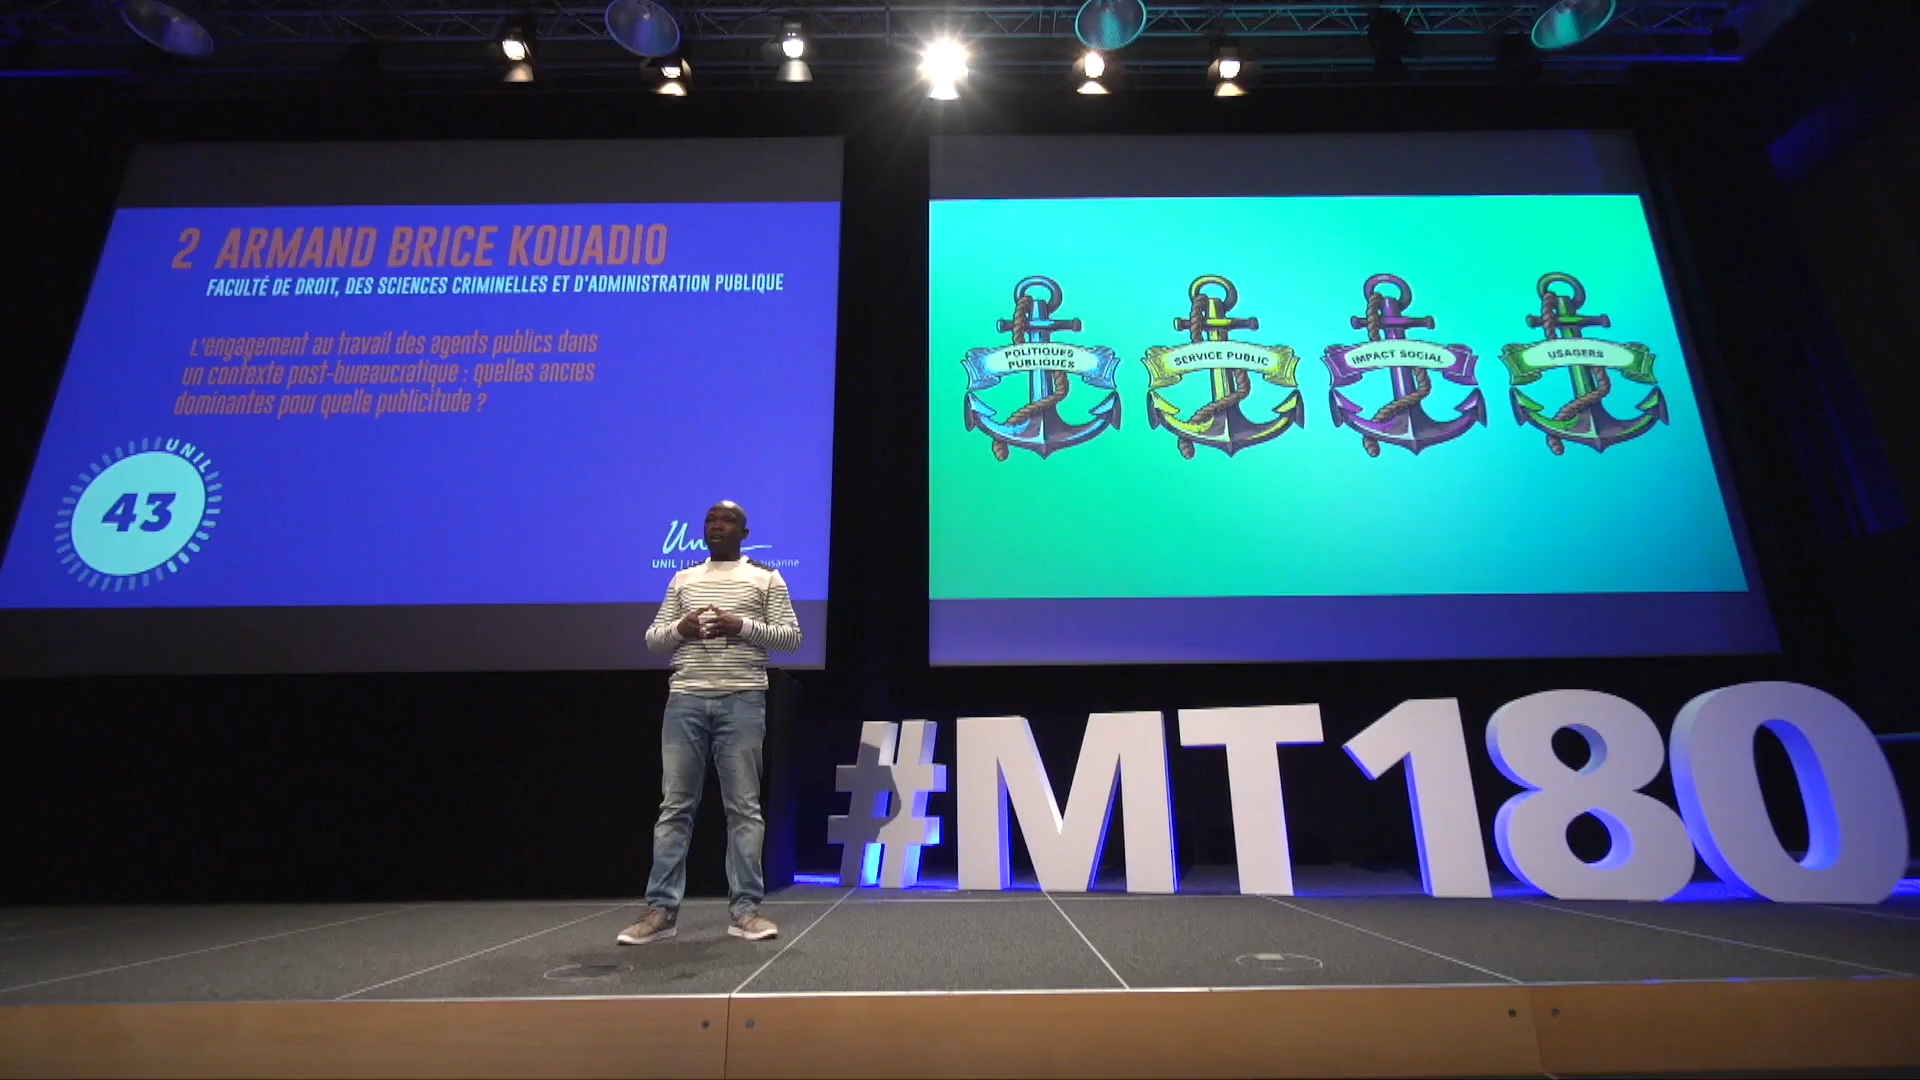 2 ARMAND BRICE KOUADIO
FACULTÉ DE DROIT, DES SCIENCES CRIMINELLES ET D'ADMINISTRATION PUBLIQUE
L'engagement au travail des agents publics dans
un contexte post-bureaucratique : quelles ancres
dominantes pour quelle publicitude ?
UNIL
43
UNIL |
POLITIQUES
PUBLIQUES
SERVICE PUBLIC
IMPACT SOCIAL
USAGERS
#MT180